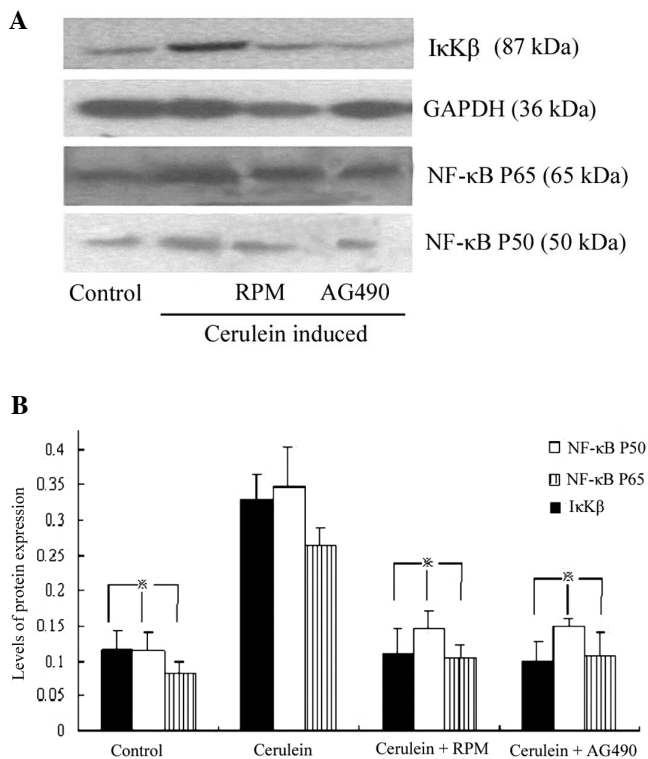 A
IκKβ (87 kDa)
GAPDH (36 kDa)
NF-κB P65 (65 kDa)
NF-κB P50 (50 kDa)
Control RPM AG490
Cerulein induced
B
Levels of protein expression
0.4
0.35
0.3
0.25
0.2
0.15
0.1
0.05
0
NF-κB P50
NF-κB P65
IκKβ
※ ※ ※
Control Cerulein Cerulein + RPM Cerulein + AG490